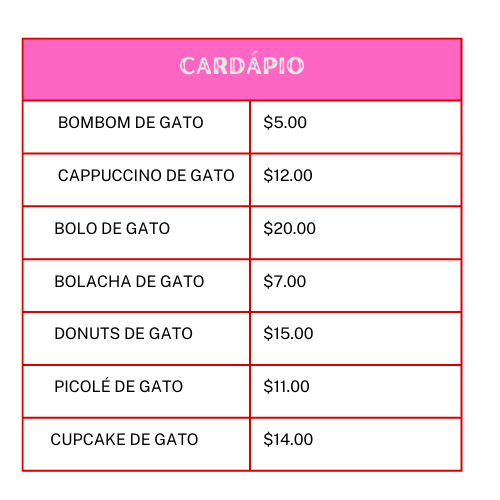 CARDÁPIO
BOMBOM DE GATO $5.00
CAPPUCCINO DE GATO $12.00
BOLO DE GATO $20.00
BOLACHA DE GATO $7.00
DONUTS DE GATO $15.00
PICOLÉ DE GATO $11.00
CUPCAKE DE GATO $14.00